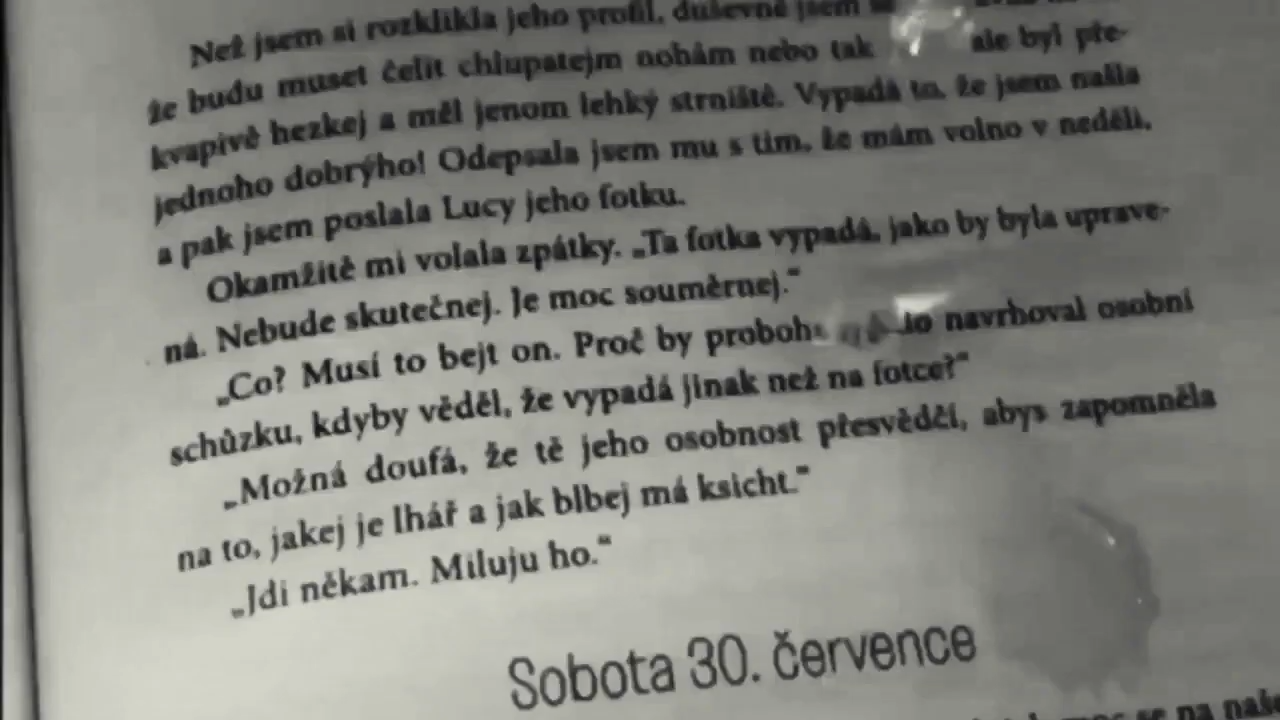 Než jsem si rozklikla jeho profil, duševně jsem
že budu muset čelit chlupatejm nohám nebo tak ale byl pře-
kvapivě hezkej a měl jenom lehký strniště. Vypadá to, že jsem našla
jednoho dobrýho! Odepsala jsem mu s tím, že mám volno v neděli,
a pak jsem poslala Lucy jeho fotku.
Okamžitě mi volala zpátky. „Ta fotka vypadá, jako by byla uprave-
ná. Nebude skutečnej. Je moc souměrnej.“
„Co? Musí to bejt on. Proč by navrhoval osobní
schůzku, kdyby věděl, že vypadá jinak než na fotce?“
„Možná doufá, že tě jeho osobnost přesvědčí, abys zapomněla
na to, jakej je lhář a jak blbej má ksicht.“
„Jdi někam. Miluju ho.“
Sobota 30. července
se na naše